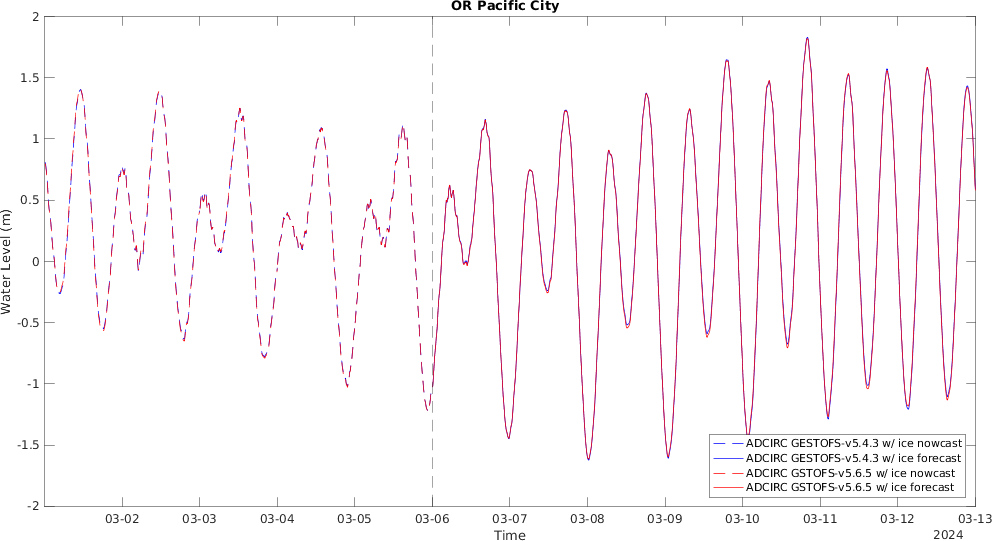 OR Pacific City
2
1.5
1
0.5
0
-0.5
-1
-1.5
-2
Water Level (m)
ADCIRC GESTOFS-v5.4.3 w/ ice nowcast
ADCIRC GESTOFS-v5.4.3 w/ ice forecast
ADCIRC GSTOFS-v5.6.5 w/ ice nowcast
ADCIRC GSTOFS-v5.6.5 w/ ice forecast
03-02 03-03 03-04 03-05 03-06 03-07 03-08 03-09 03-10 03-11 03-12 03-13
Time
2024